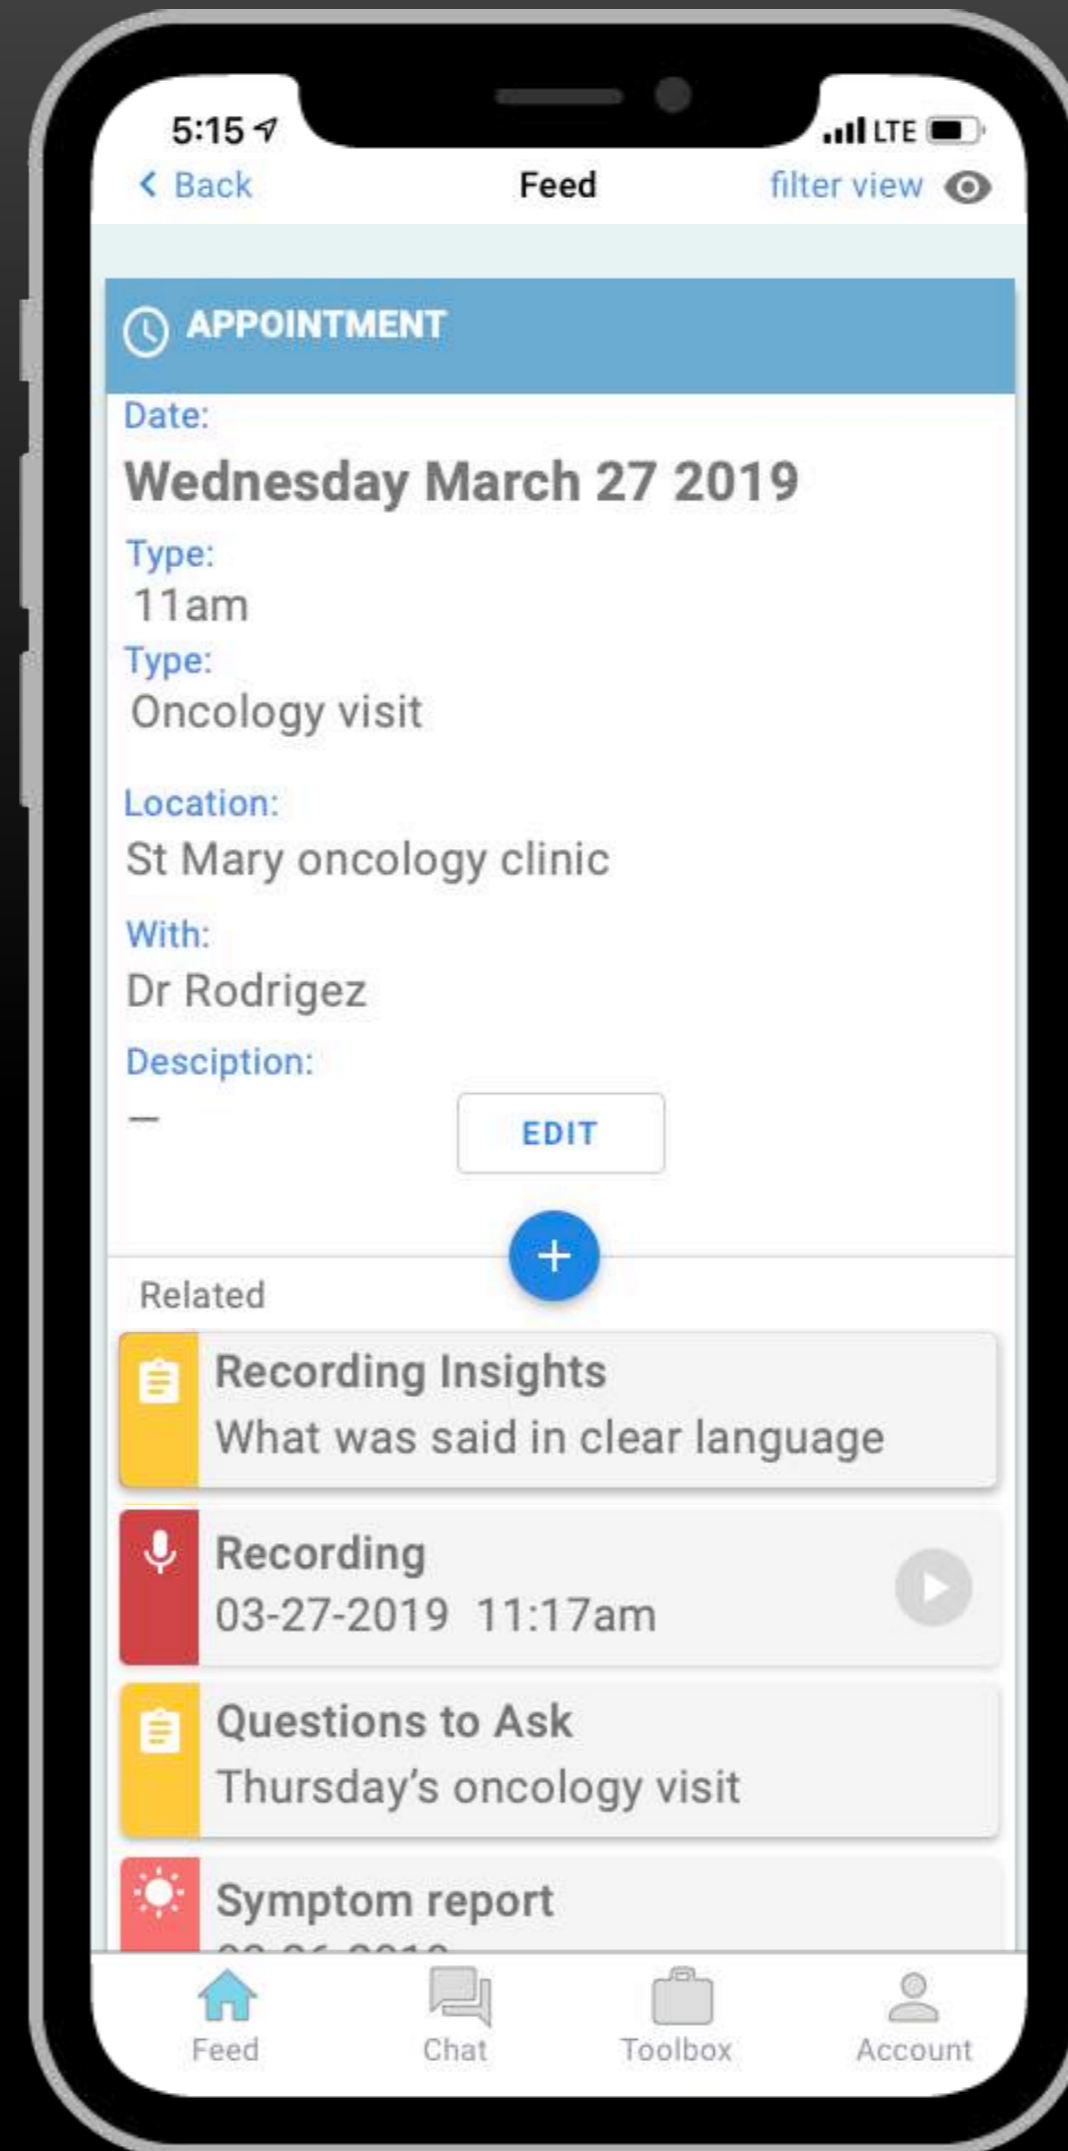 5:15 LTE
Back Feed filter view
APPOINTMENT
Date:
Wednesday March 27 2019
Type:
11am
Type:
Oncology visit
Location:
St Mary oncology clinic
With:
Dr Rodrigez
Desciption:
—
EDIT
+
Related
Recording Insights
What was said in clear language
Recording
03-27-2019 11:17am
Questions to Ask
Thursday's oncology visit
Symptom report
Feed Chat Toolbox Account